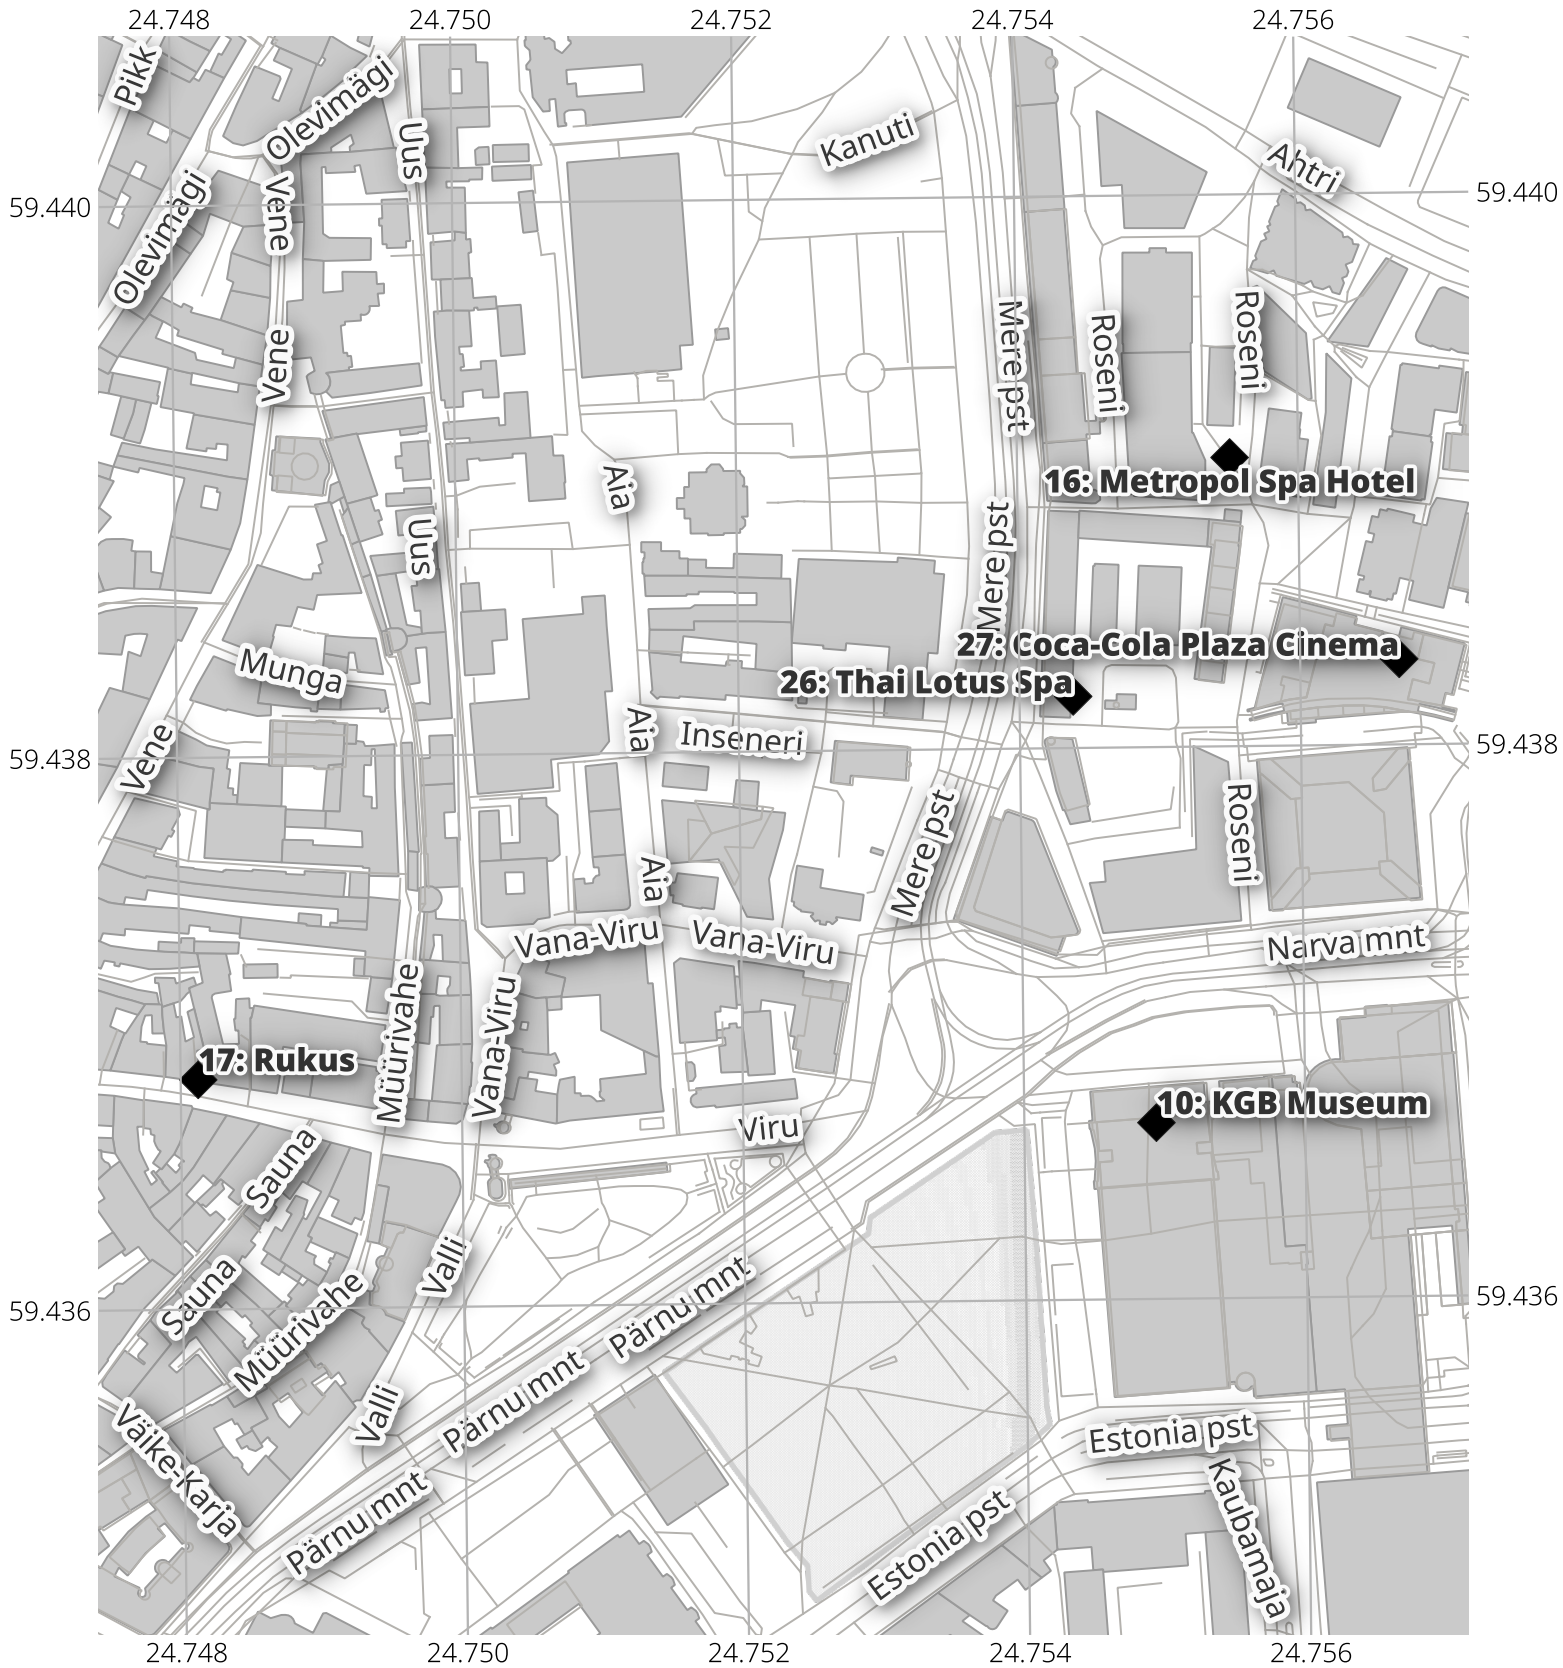 24.748 24.750 24.752 24.754 24.756
Pikk
Olevimägi
Uus
Kanuti
Ahtri
59.440
Olevimägi
Vene
59.440
Vene
Mere pst
Roseni
Roseni
16: Metropol Spa Hotel
Aia
Uus
Mere pst
27: Coca-Cola Plaza Cinema
Munga
26: Thai Lotus Spa
Vene
Aia
Inseneri
59.438
59.438
Mere pst
Roseni
Aia
Vana-Viru
Vana-Viru
Narva mnt
Müürivahe
Vana-Viru
17: Rukus
10: KGB Museum
Viru
Sauna
Valli
Sauna
Müürivahe
Pärnu mnt
59.436
59.436
Valli
Pärnu mnt
Väike-Karja
Estonia pst
Pärnu mnt
Estonia pst
Kaubamaja
24.748 24.750 24.752 24.754 24.756